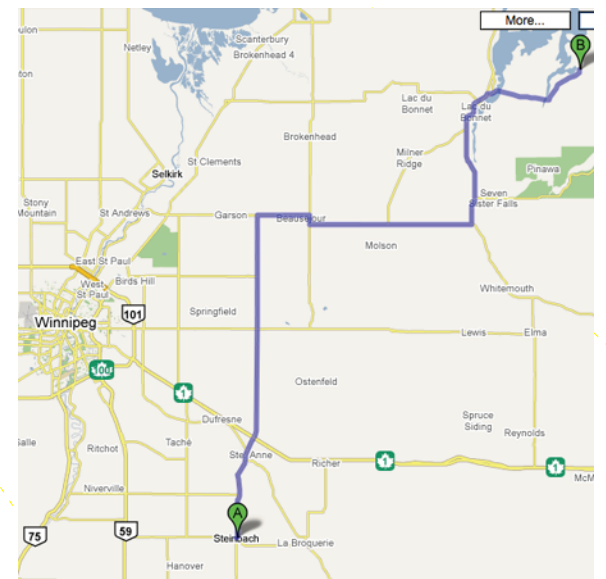 More...
B
oulon
Netley
Scanterbury
Brokenhead 4
ton
Lac du
Bonnet
Lac du
Bonnet
Brokenhead
Milner
Ridge
St Clements
Pinawa
Selkirk
Stony
Mountain
St Andrews
Garson
Beausejour
Seven
Sister Falls
Molson
East St Paul
West
St Paul
Birds Hill
Whitemouth
101
Springfield
Winnipeg
Lewis
Elma
100
Ostenfeld
1
Dufresne
Spruce
Siding
Reynolds
Salle
Ritchot
Taché
Ste Anne
Richer
1
1
McM
Niverville
A
75
59
Steinbach
La Broquerie
Hanover